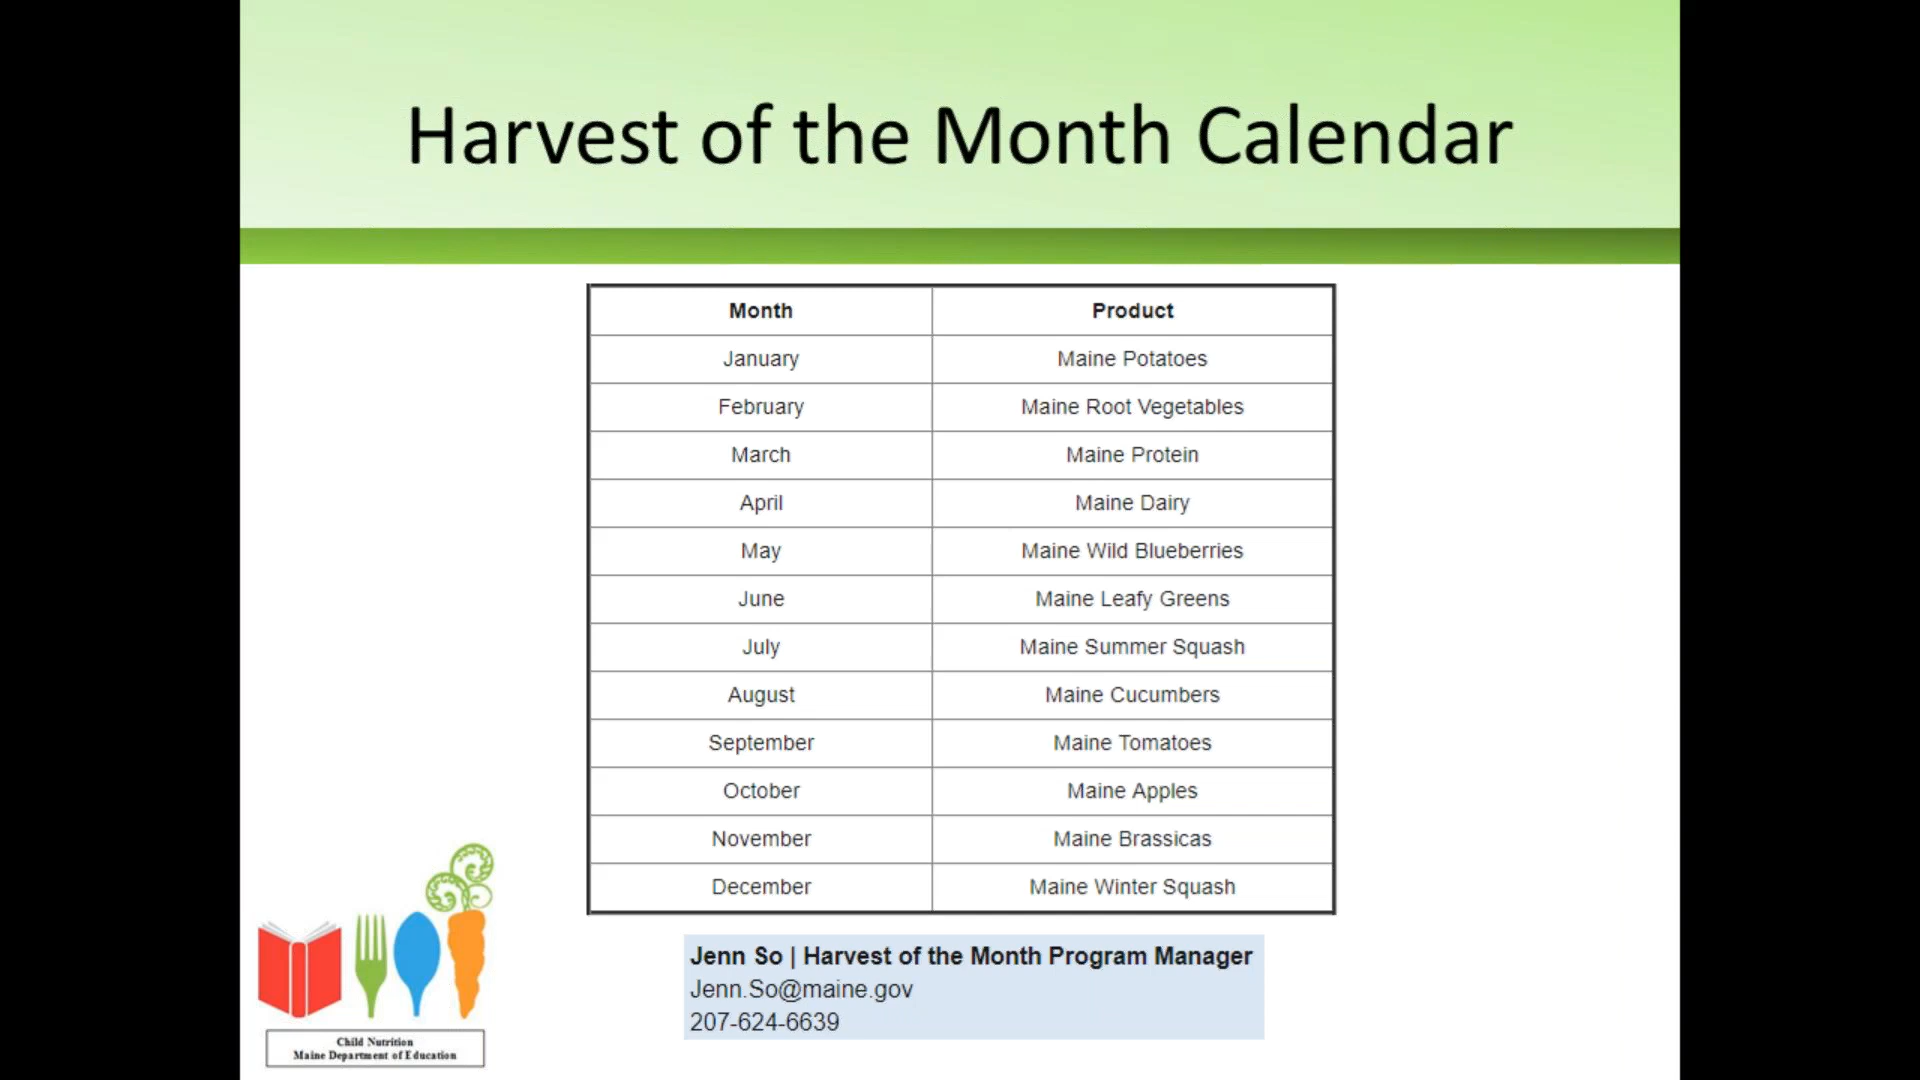 Harvest of the Month Calendar
Month Product
January Maine Potatoes
February Maine Root Vegetables
March Maine Protein
April Maine Dairy
May Maine Wild Blueberries
June Maine Leafy Greens
July Maine Summer Squash
August Maine Cucumbers
September Maine Tomatoes
October Maine Apples
November Maine Brassicas
December Maine Winter Squash
Jenn So | Harvest of the Month Program Manager
Jenn.So@maine.gov
207-624-6639
Child Nutrition
Maine Department of Education